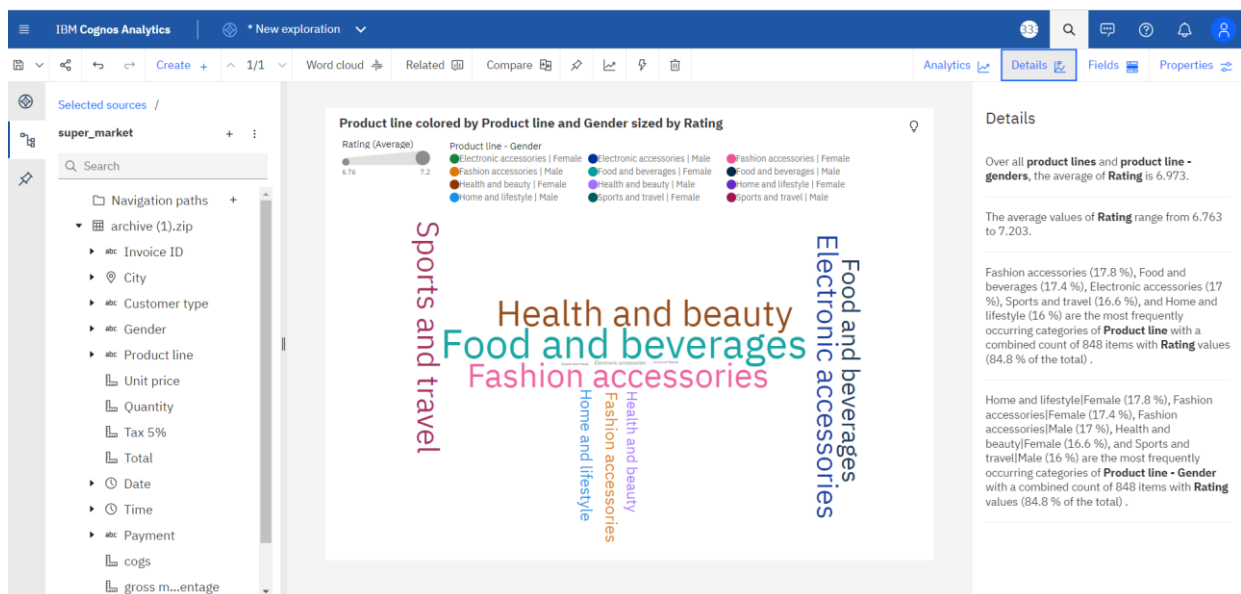 IBM Cognos Analytics
* New exploration
333
Create +
1/1
Word cloud
Related
Compare
Analytics
Details
Fields
Properties
Selected sources /
super_market
Search
Navigation paths
archive (1).zip
abc Invoice ID
City
abc Customer type
abc Gender
abc Product line
Unit price
Quantity
Tax 5%
Total
Date
Time
abc Payment
cogs
gross m...entage
Product line colored by Product line and Gender sized by Rating
Rating (Average)
6.76 7.2
Product line - Gender
Electronic accessories | Female Electronic accessories | Male Fashion accessories | Female
Fashion accessories | Male Food and beverages | Female Food and beverages | Male
Health and beauty | Female Health and beauty | Male Home and lifestyle | Female
Home and lifestyle | Male Sports and travel | Female Sports and travel | Male
Sports and travel
Health and beauty
Food and beverages
Electronic accessories
Fashion accessories
Home and lifestyle
Fashion accessories
Health and beauty
Electronic accessories
Food and beverages
Details
Over all product lines and product line -
genders, the average of Rating is 6.973.
The average values of Rating range from 6.763
to 7.203.
Fashion accessories (17.8 %), Food and
beverages (17.4 %), Electronic accessories (17
%), Sports and travel (16.6 %), and Home and
lifestyle (16 %) are the most frequently
occurring categories of Product line with a
combined count of 848 items with Rating values
(84.8 % of the total) .
Home and lifestyle|Female (17.8 %), Fashion
accessories|Female (17.4 %), Fashion
accessories|Male (17 %), Health and
beauty|Female (16.6 %), and Sports and
travel|Male (16 %) are the most frequently
occurring categories of Product line - Gender
with a combined count of 848 items with Rating
values (84.8 % of the total) .